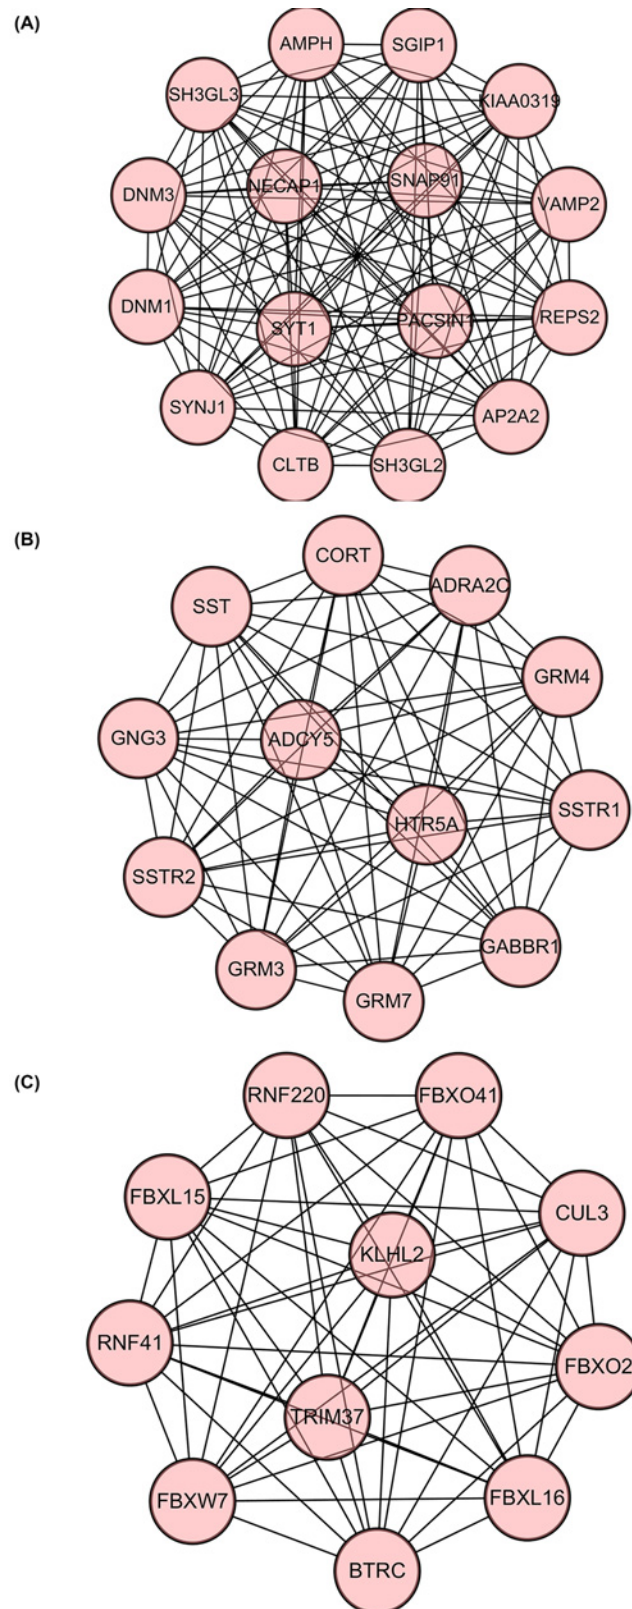 (A)
AMPH
SGIP1
SH3GL3
KIAA0319
NECAP1
SNAP91
DNM3
VAMP2
DNM1
SYT1
PACSIN1
REPS2
SYNJ1
AP2A2
CLTB
SH3GL2
(B)
CORT
ADRA2C
SST
GRM4
GNG3
ADCY5
SSTR1
HTR5A
SSTR2
GABBR1
GRM3
GRM7
(C)
RNF220
FBXO41
FBXL15
CUL3
KLHL2
RNF41
FBXO2
TRIM37
FBXW7
FBXL16
BTRC